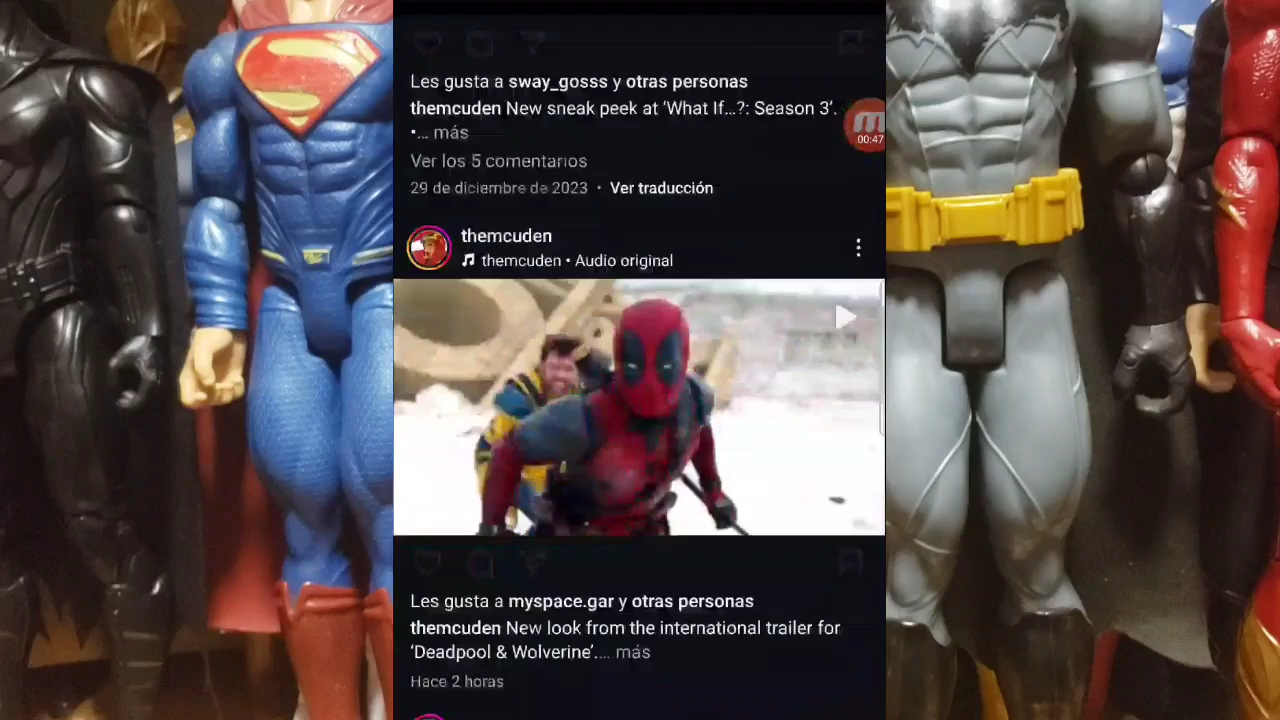 Les gusta a sway_gosss y otras personas
themcuden New sneak peek at ‘What If…?: Season 3’.
•… más
00:47
Ver los 5 comentarios
29 de diciembre de 2023 • Ver traducción
themcuden
themcuden • Audio original
Les gusta a myspace.gar y otras personas
themcuden New look from the international trailer for
‘Deadpool & Wolverine’.… más
Hace 2 horas